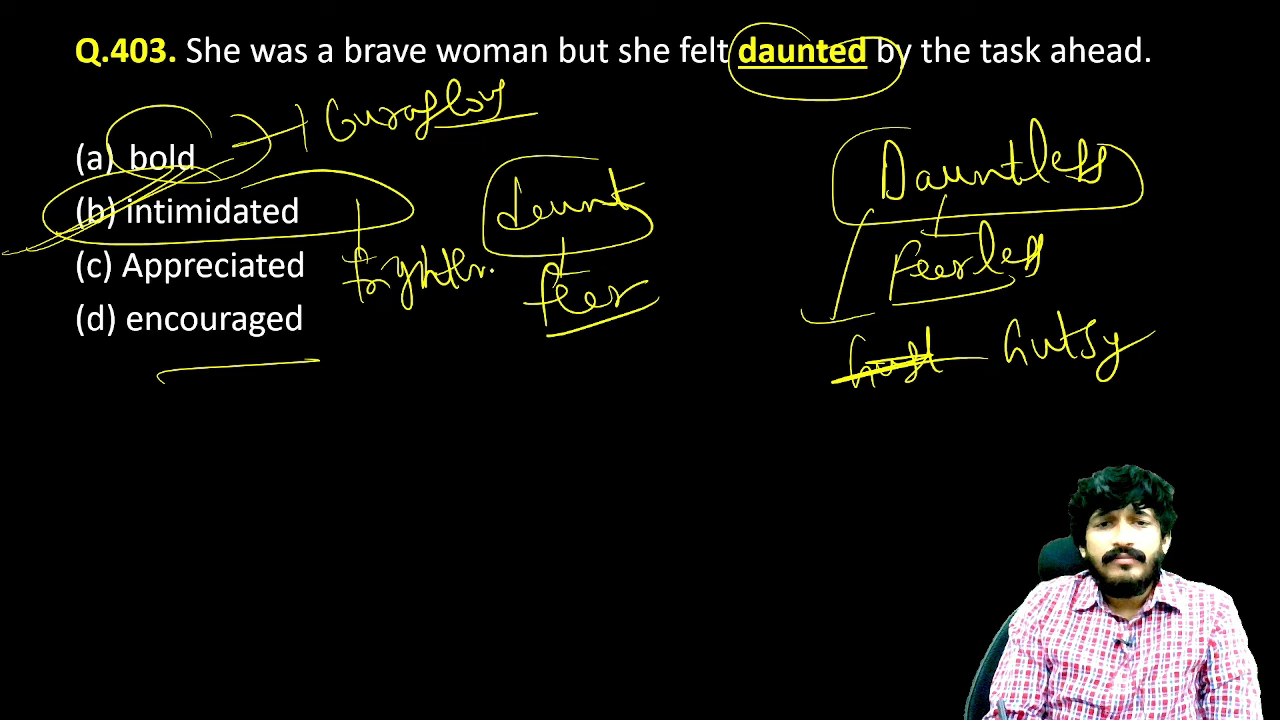 Q.403. She was a brave woman but she felt daunted by the task ahead.
(a) bold
(b) intimidated
(c) Appreciated
(d) encouraged
daunt
fear
Dauntless
Fearless
Gutsy